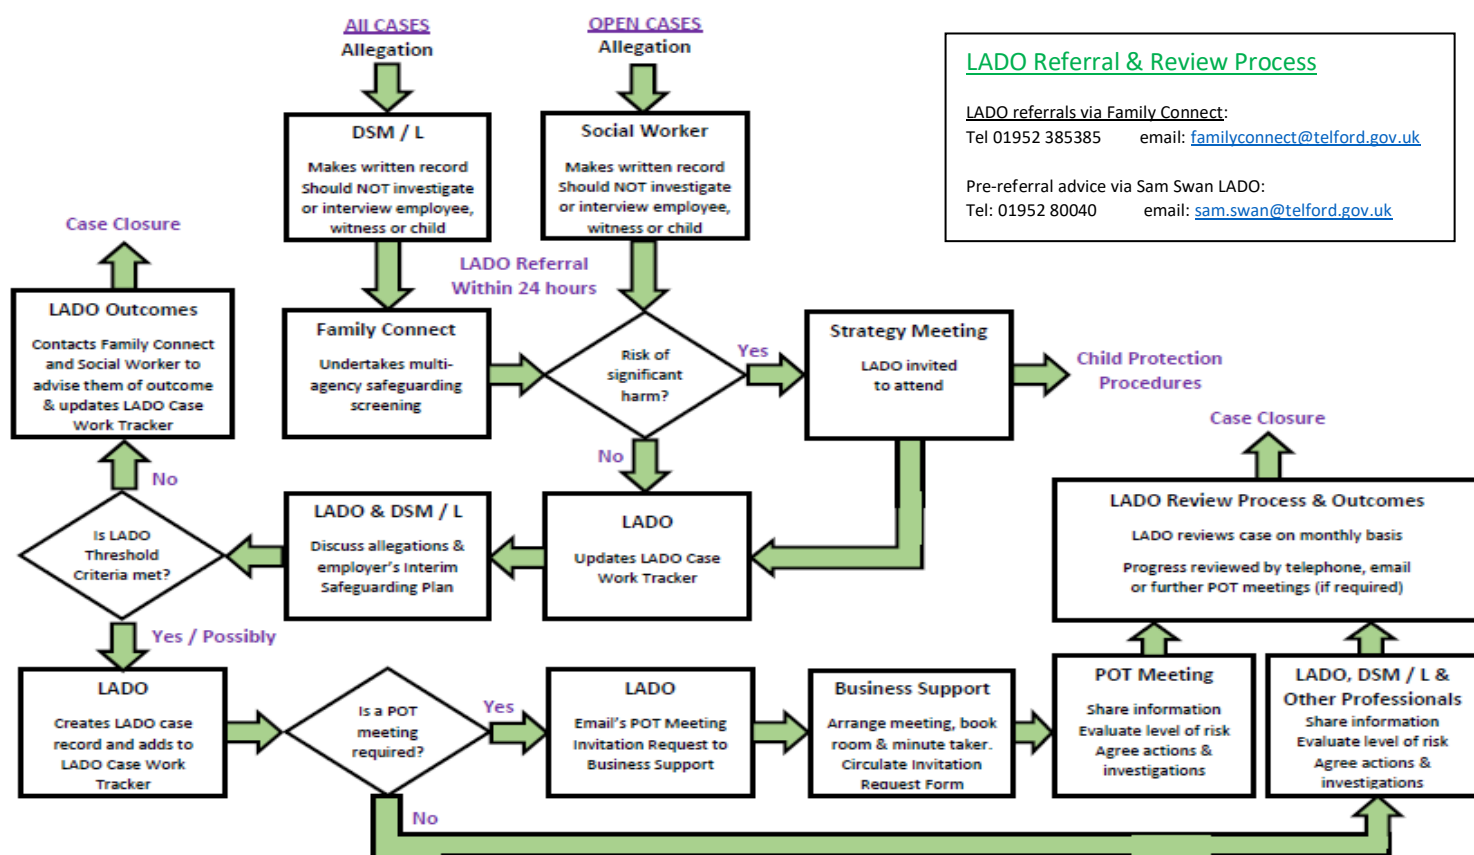 All CASES
Allegation
OPEN CASES
Allegation
LADO Referral & Review Process
LADO referrals via Family Connect:
Tel 01952 385385 email: familyconnect@telford.gov.uk
Pre-referral advice via Sam Swan LADO:
Tel: 01952 80040 email: sam.swan@telford.gov.uk
DSM / L
Makes written record
Should NOT investigate
or interview employee,
witness or child
Social Worker
Makes written record
Should NOT investigate
or interview employee,
witness or child
LADO Referral
Within 24 hours
Case Closure
LADO Outcomes
Contacts Family Connect
and Social Worker to
advise them of outcome
& updates LADO Case
Work Tracker
Family Connect
Undertakes multi-
agency safeguarding
screening
Risk of
significant
harm?
Yes
Strategy Meeting
LADO invited
to attend
Child Protection
Procedures
No
Case Closure
No
Is LADO
Threshold
Criteria met?
LADO & DSM / L
Discuss allegations &
employer's Interim
Safeguarding Plan
LADO
Updates LADO Case
Work Tracker
LADO Review Process & Outcomes
LADO reviews case on monthly basis
Progress reviewed by telephone, email
or further POT meetings (if required)
Yes / Possibly
LADO
Creates LADO case
record and adds to
LADO Case Work
Tracker
Is a POT
meeting
required?
Yes
LADO
Email's POT Meeting
Invitation Request to
Business Support
Business Support
Arrange meeting, book
room & minute taker.
Circulate Invitation
Request Form
POT Meeting
Share information
Evaluate level of risk
Agree actions &
investigations
LADO, DSM / L &
Other Professionals
Share information
Evaluate level of risk
Agree actions &
investigations
No